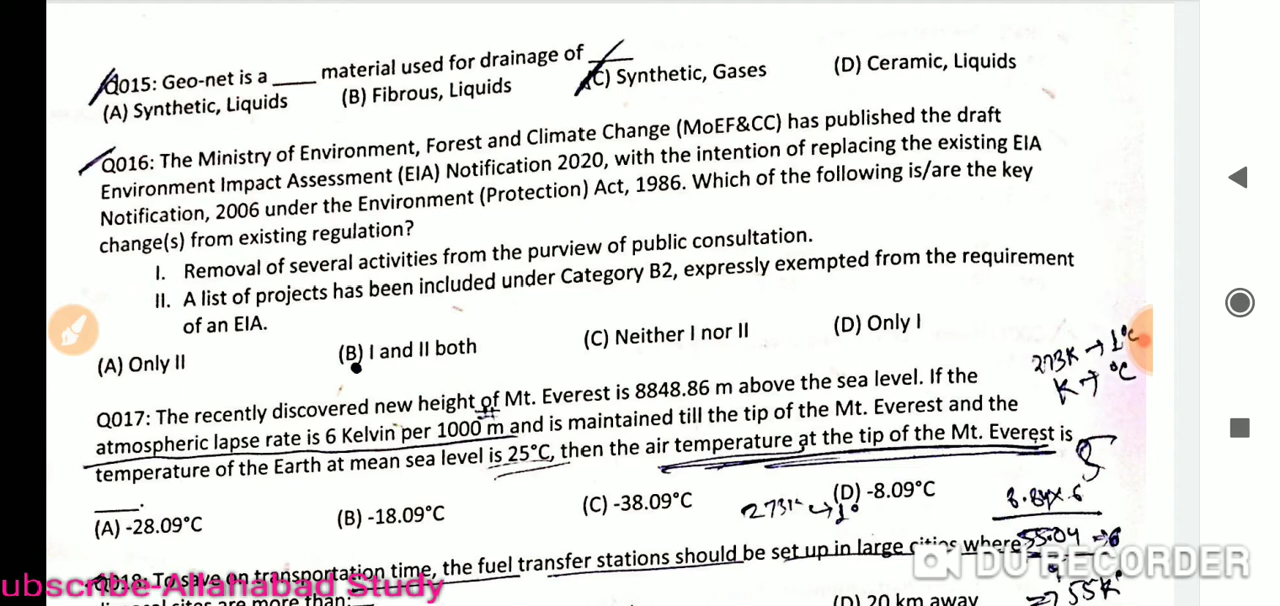 Q015: Geo-net is a ____ material used for drainage of ____
(A) Synthetic, Liquids (B) Fibrous, Liquids (C) Synthetic, Gases (D) Ceramic, Liquids
Q016: The Ministry of Environment, Forest and Climate Change (MoEF&CC) has published the draft
Environment Impact Assessment (EIA) Notification 2020, with the intention of replacing the existing EIA
Notification, 2006 under the Environment (Protection) Act, 1986. Which of the following is/are the key
change(s) from existing regulation?
I. Removal of several activities from the purview of public consultation.
II. A list of projects has been included under Category B2, expressly exempted from the requirement
of an EIA.
(A) Only II (B) I and II both (C) Neither I nor II (D) Only I
273K → 1°C
K → °C
Q017: The recently discovered new height of Mt. Everest is 8848.86 m above the sea level. If the
atmospheric lapse rate is 6 Kelvin per 1000 m and is maintained till the tip of the Mt. Everest and the
temperature of the Earth at mean sea level is 25°C, then the air temperature at the tip of the Mt. Everest is
____.
(A) -28.09°C (B) -18.09°C (C) -38.09°C (D) -8.09°C
273K → 1°
8.84x6
55.04
55K°
Q018: To save on transportation time, the fuel transfer stations should be set up in large cities where
disposal sites are more than:
(D) 20 km away
DU RECORDER
ubscribe-Allahabad Study